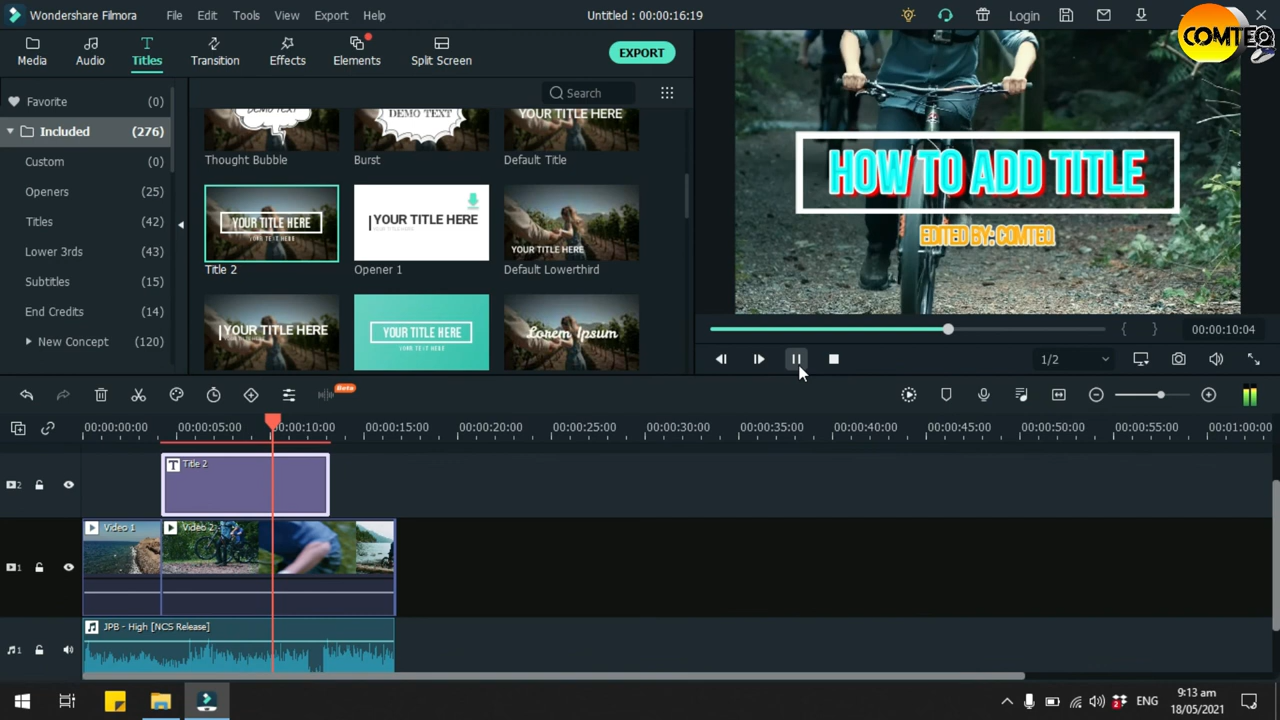 Wondershare Filmora File Edit Tools View Export Help Untitled : 00:00:16:19 Login
COMTEQ
Media Audio Titles Transition Effects Elements Split Screen EXPORT
Favorite (0)
Included (276)
Custom (0)
Openers (25)
Titles (42)
Lower 3rds (43)
Subtitles (15)
End Credits (14)
New Concept (120)
Search
DEMO TEXT DEMO TEXT YOUR TITLE HERE
Thought Bubble Burst Default Title
YOUR TITLE HERE YOUR TITLE HERE YOUR TITLE HERE
Title 2 Opener 1 Default Lowerthird
YOUR TITLE HERE YOUR TITLE HERE Lorem Ipsum
HOW TO ADD TITLE
EDITED BY: COMTEQ
00:00:10:04
1/2
Beta
00:00:00:00 00:00:05:00 00:00:10:00 00:00:15:00 00:00:20:00 00:00:25:00 00:00:30:00 00:00:35:00 00:00:40:00 00:00:45:00 00:00:50:00 00:00:55:00 00:01:00:00
2 T Title 2
Video 1 Video 2
1
JPB - High [NCS Release]
1
ENG 9:13 am
18/05/2021